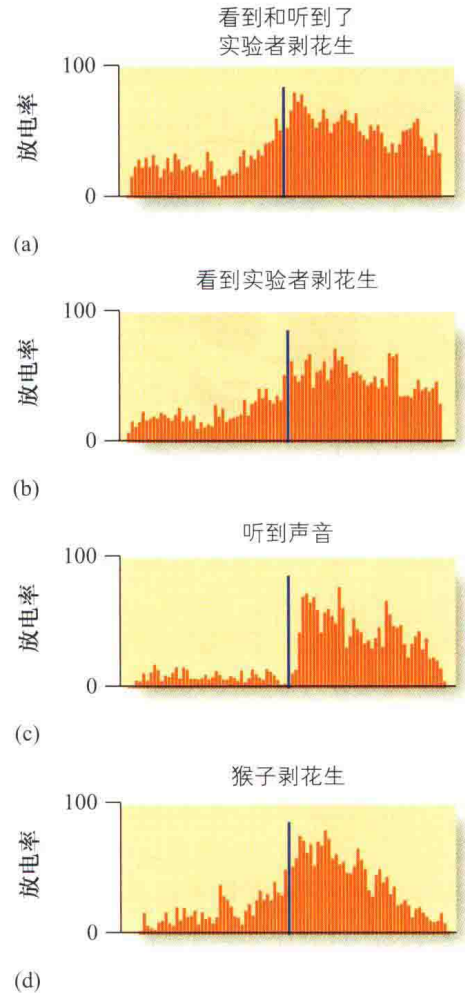 看到和听到了
实验者剥花生
100
放电率
0
(a)
看到实验者剥花生
100
放电率
0
(b)
听到声音
100
放电率
0
(c)
猴子剥花生
100
放电率
0
(d)